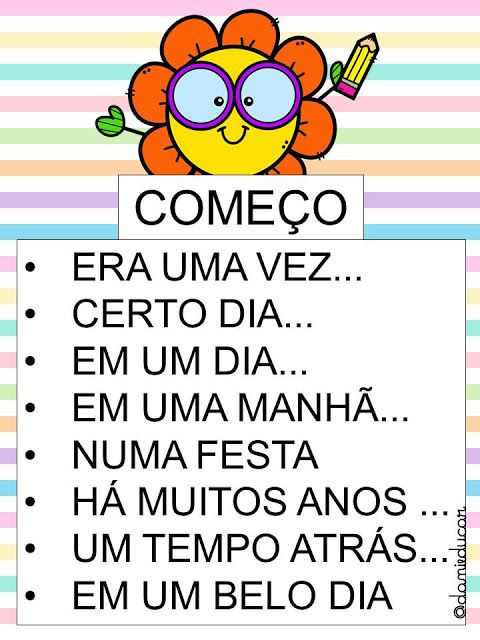 COMEÇO
• ERA UMA VEZ...
• CERTO DIA...
• EM UM DIA...
• EM UMA MANHÃ...
• NUMA FESTA
• HÁ MUITOS ANOS ...
• UM TEMPO ATRÁS...
• EM UM BELO DIA
@domiducori